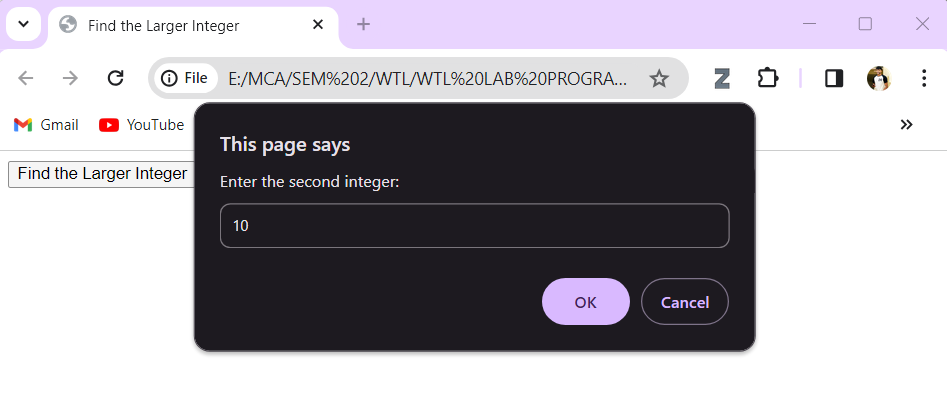 Find the Larger Integer
File
E:/MCA/SEM%202/WTL/WTL%20LAB%20PROGRA...
Gmail
YouTube
Find the Larger Integer
This page says
Enter the second integer:
10
OK
Cancel